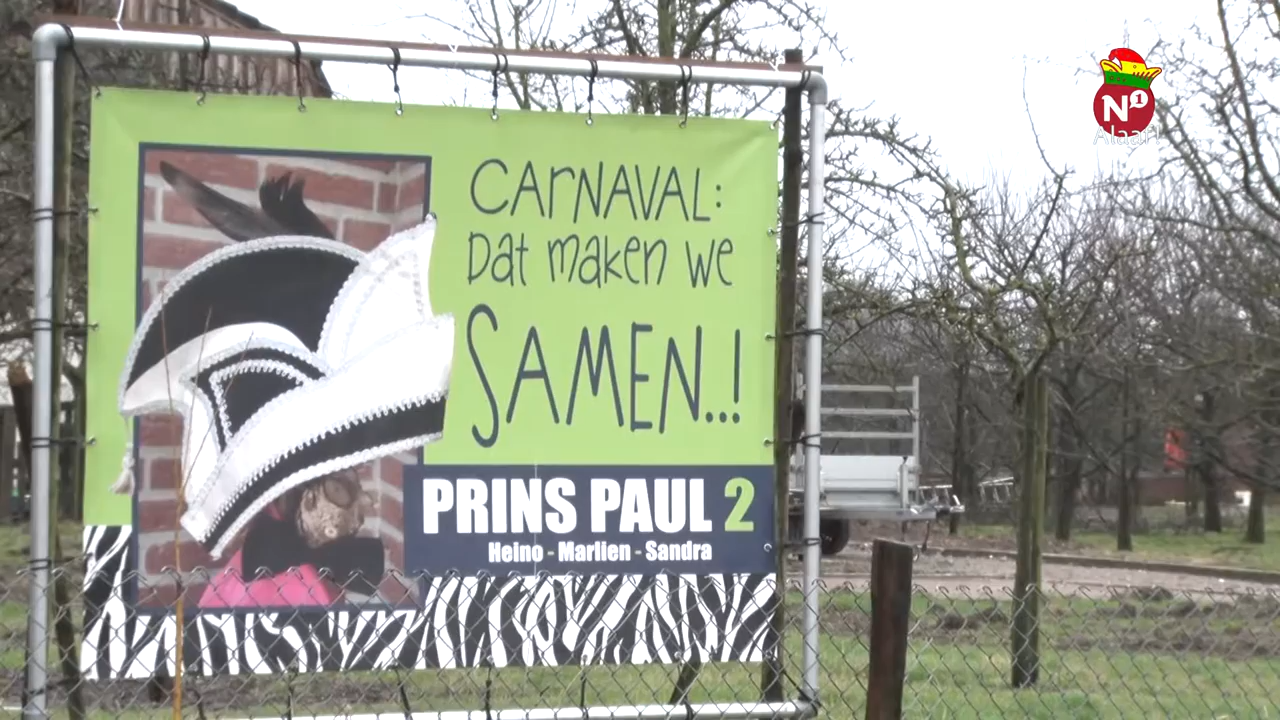 CARNAVAL:
Dat maken we
SAMEN..!
PRINS PAUL 2
Heino - Marlien - Sandra
N1
Alaaf!